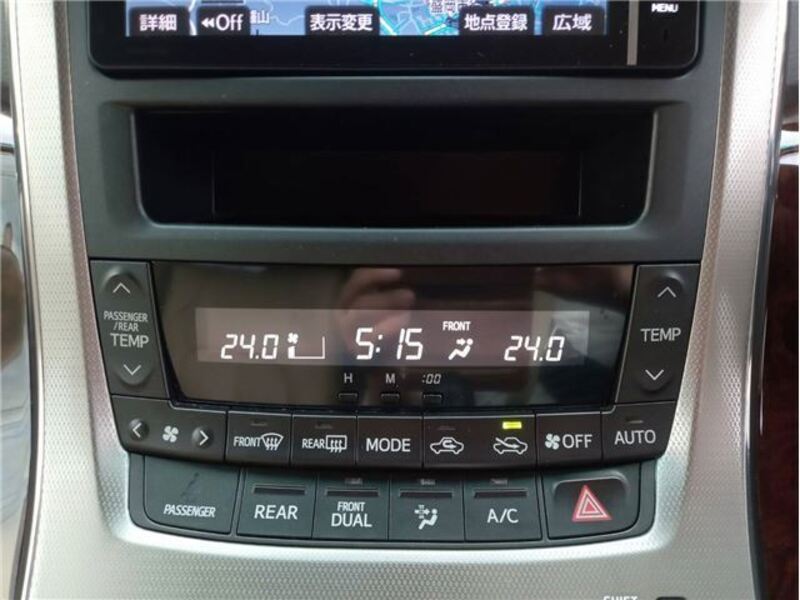 MENU
詳細 ◀◀Off 表示変更 地点登録 広域
PASSENGER
/REAR
TEMP
24.0 5:15 FRONT 24.0
TEMP
H M :00
FRONT REAR MODE OFF AUTO
PASSENGER REAR FRONT
DUAL A/C